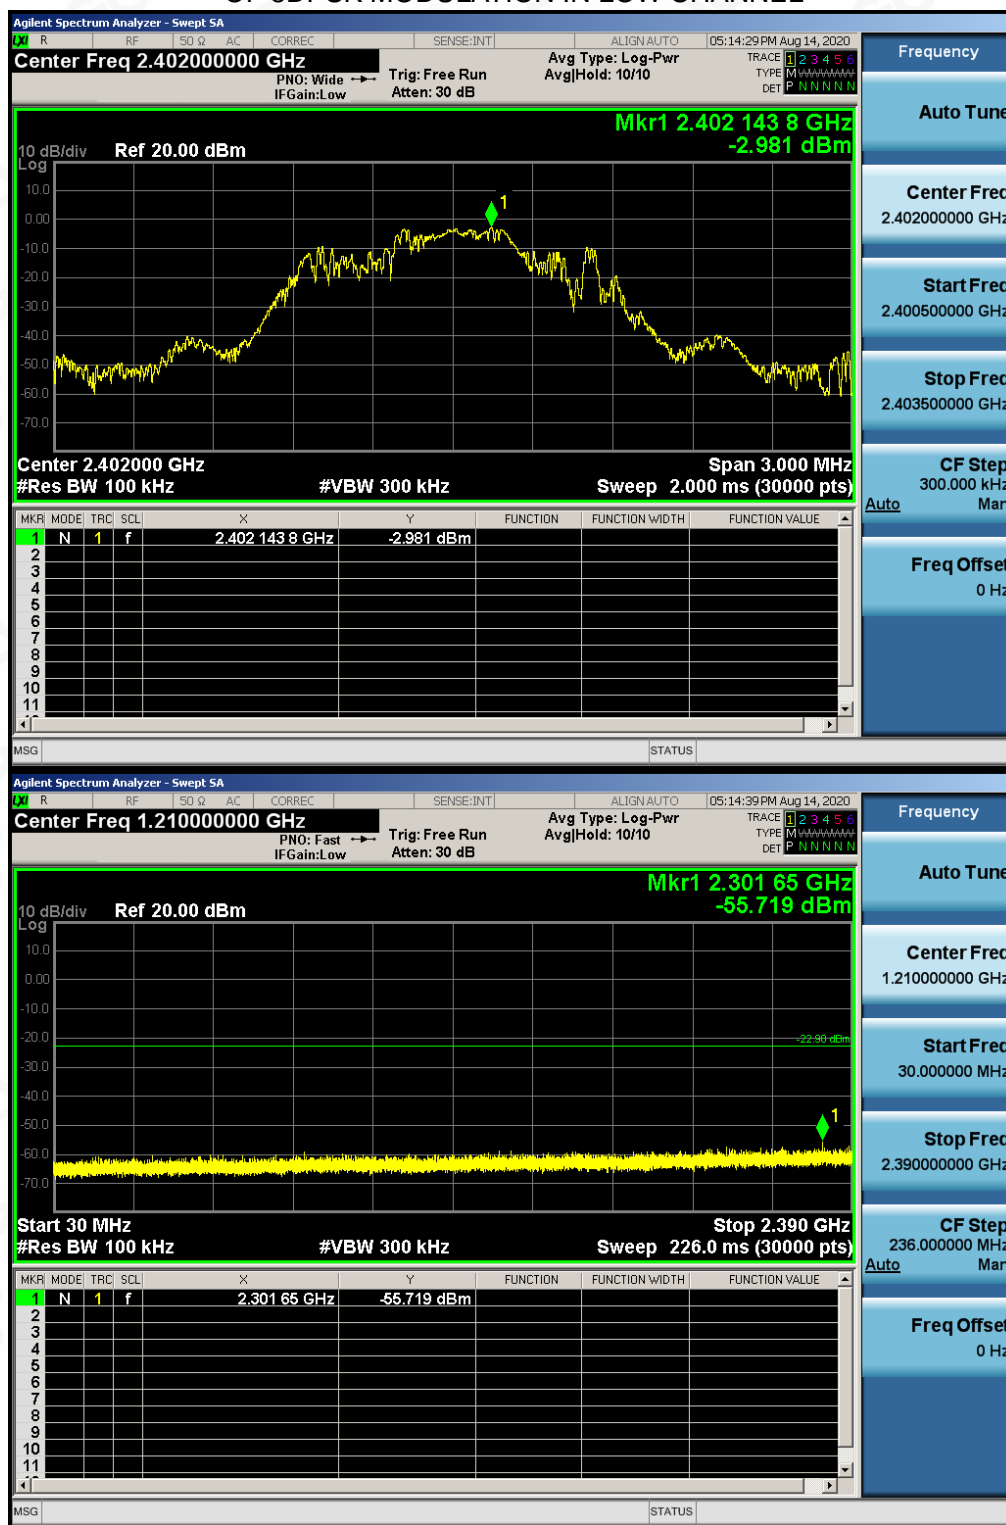 OF 8DPSK MODULATION IN LOW CHANNEL
Agilent Spectrum Analyzer - Swept SA
LXI R RF 50 Ω AC CORREC SENSE:INT ALIGN AUTO 05:14:29 PM Aug 14, 2020
Center Freq 2.402000000 GHz
PNO: Wide
IFGain:Low
Trig: Free Run
Atten: 30 dB
Avg Type: Log-Pwr
Avg|Hold: 10/10
TRACE 1 2 3 4 5 6
TYPE M
DET P N N N N N
Mkr1 2.402 143 8 GHz
-2.981 dBm
10 dB/div Ref 20.00 dBm
Log
10.0
0.00
-10.0
-20.0
-30.0
-40.0
-50.0
-60.0
-70.0
1
Center 2.402000 GHz Span 3.000 MHz
#Res BW 100 kHz #VBW 300 kHz Sweep 2.000 ms (30000 pts)
MKR MODE TRC SCL X Y FUNCTION FUNCTION WIDTH FUNCTION VALUE
1 N 1 f 2.402 143 8 GHz -2.981 dBm
2
3
4
5
6
7
8
9
10
11
MSG STATUS
Frequency
Auto Tune
Center Freq
2.402000000 GHz
Start Freq
2.400500000 GHz
Stop Freq
2.403500000 GHz
CF Step
300.000 kHz
Auto Man
Freq Offset
0 Hz
Agilent Spectrum Analyzer - Swept SA
LXI R RF 50 Ω AC CORREC SENSE:INT ALIGN AUTO 05:14:39 PM Aug 14, 2020
Center Freq 1.210000000 GHz
PNO: Fast
IFGain:Low
Trig: Free Run
Atten: 30 dB
Avg Type: Log-Pwr
Avg|Hold: 10/10
TRACE 1 2 3 4 5 6
TYPE M
DET P N N N N N
Mkr1 2.301 65 GHz
-55.719 dBm
10 dB/div Ref 20.00 dBm
Log
10.0
0.00
-10.0
-20.0
-30.0
-40.0
-50.0
-60.0
-70.0
-22.90 dBm
1
Start 30 MHz Stop 2.390 GHz
#Res BW 100 kHz #VBW 300 kHz Sweep 226.0 ms (30000 pts)
MKR MODE TRC SCL X Y FUNCTION FUNCTION WIDTH FUNCTION VALUE
1 N 1 f 2.301 65 GHz -55.719 dBm
2
3
4
5
6
7
8
9
10
11
MSG STATUS
Frequency
Auto Tune
Center Freq
1.210000000 GHz
Start Freq
30.000000 MHz
Stop Freq
2.390000000 GHz
CF Step
236.000000 MHz
Auto Man
Freq Offset
0 Hz